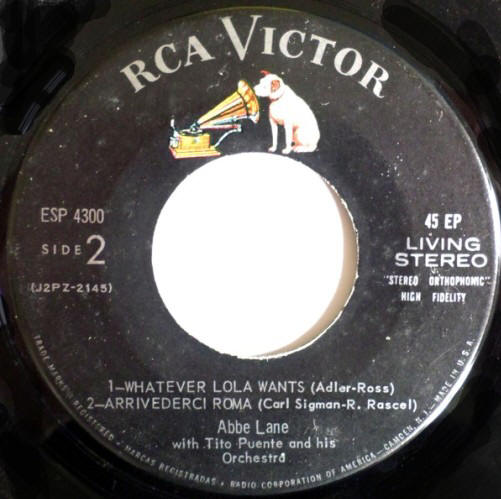 RCA VICTOR
ESP 4300
SIDE 2
(J2PZ-2145)
45 EP
LIVING
STEREO
"STEREO ORTHOPHONIC"
HIGH FIDELITY
1—WHATEVER LOLA WANTS (Adler-Ross)
2—ARRIVEDERCI ROMA (Carl Sigman-R. Rascel)
Abbe Lane
with Tito Puente and his
Orchestra
TRADE MARKS ® REGISTERED • MARCAS REGISTRADAS • RADIO CORPORATION OF AMERICA — CAMDEN, N. J. — MADE IN U.S.A.